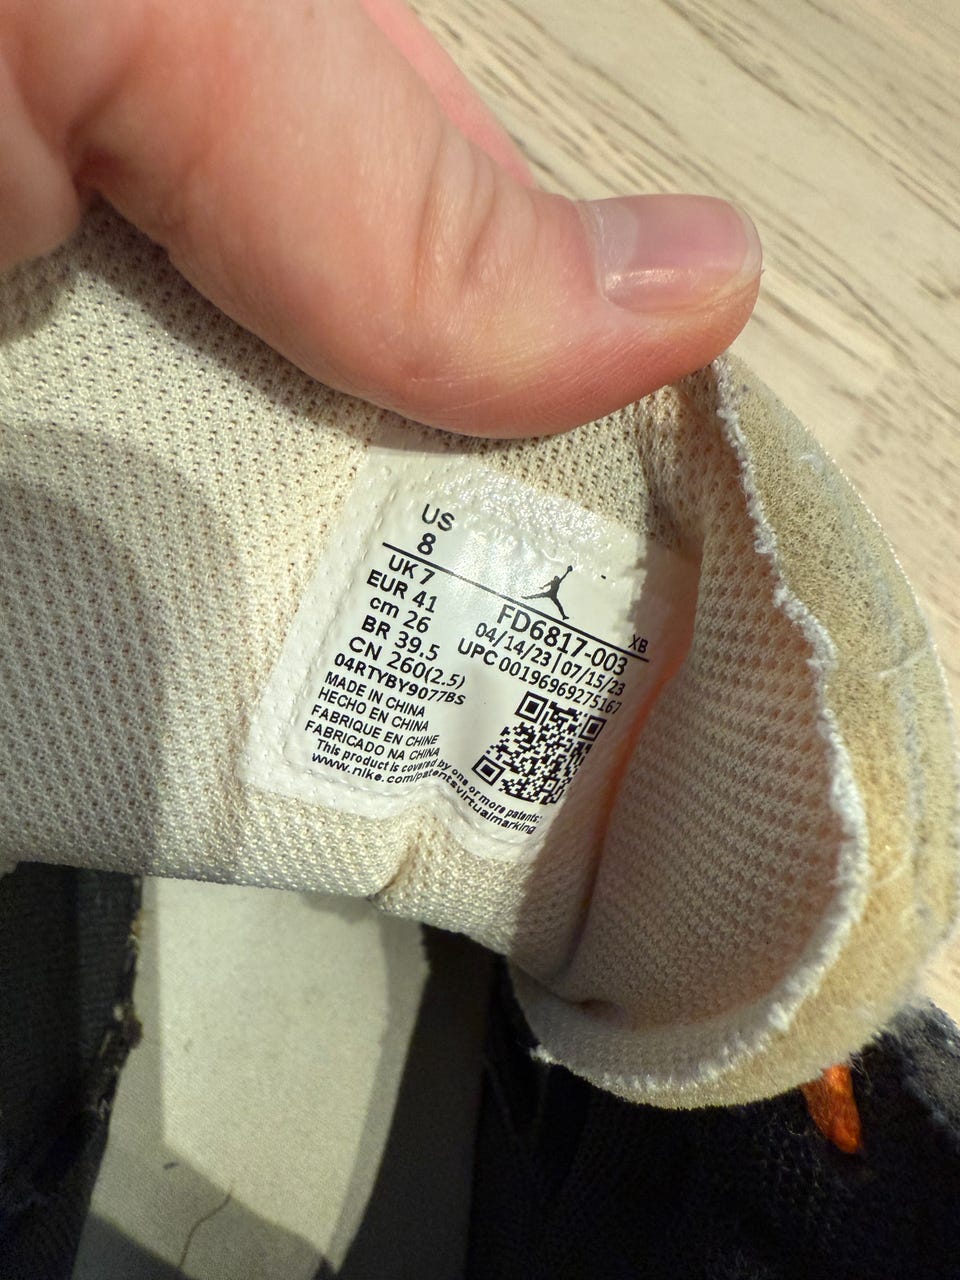 US
8
UK 7
EUR 41
cm 26
BR 39.5
CN 260(2.5)
04RTYBY9077BS
MADE IN CHINA
HECHO EN CHINA
FABRIQUE EN CHINE
FABRICADO NA CHINA
This product is covered by one or more patents:
www.nike.com/patentsvirtualmarking
XB
FD6817-003
04/14/23 | 07/15/23
UPC 00196969275167